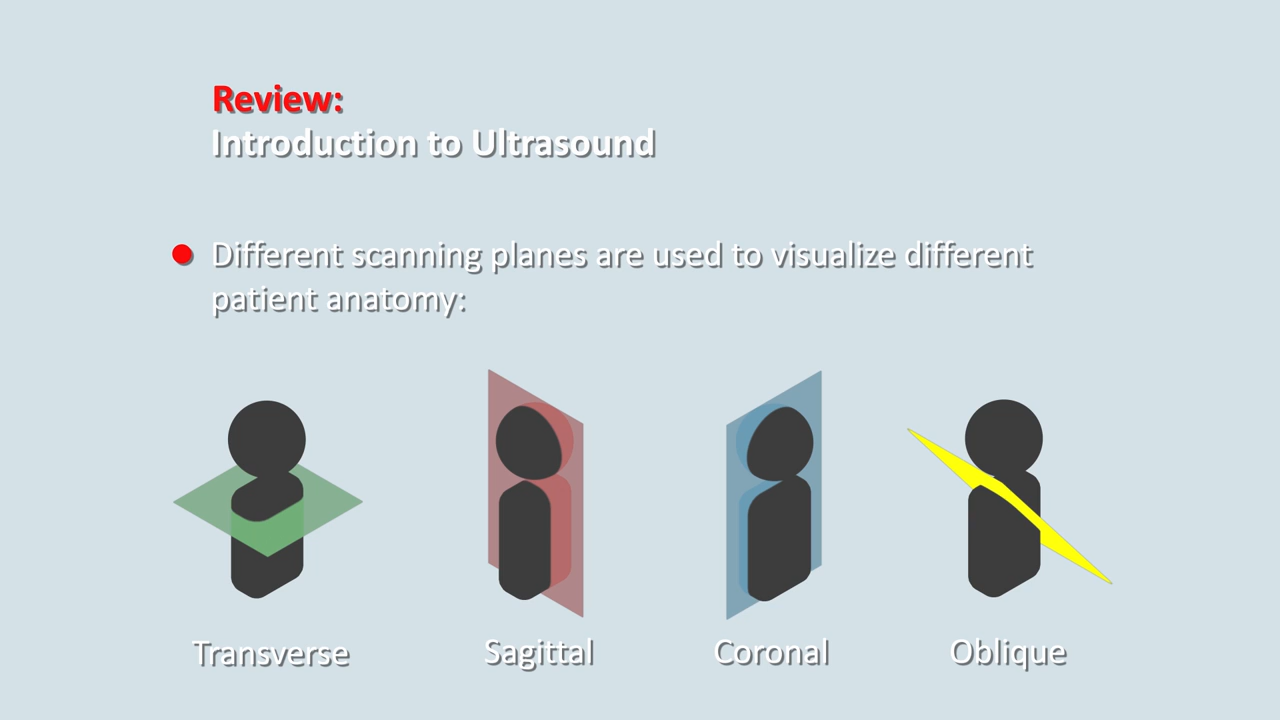 Review:
Introduction to Ultrasound
Different scanning planes are used to visualize different
patient anatomy:
Transverse
Sagittal
Coronal
Oblique